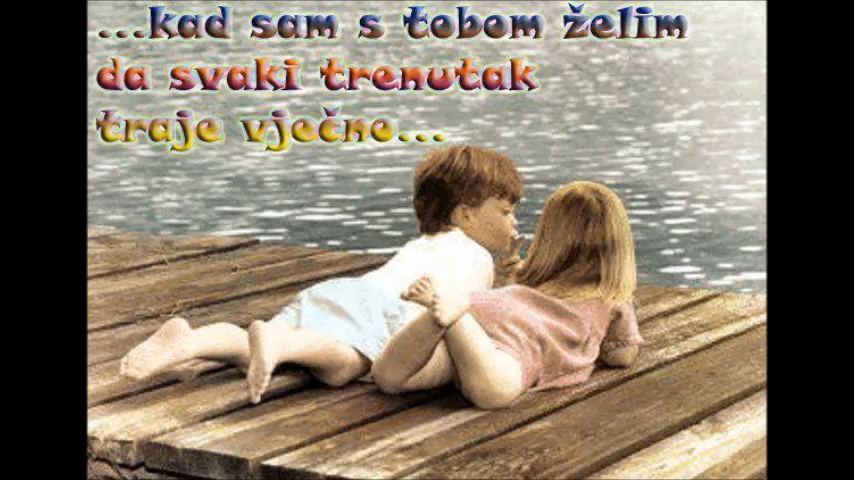 ...kad sam s tobom želim
da svaki trenutak
traje vječno...